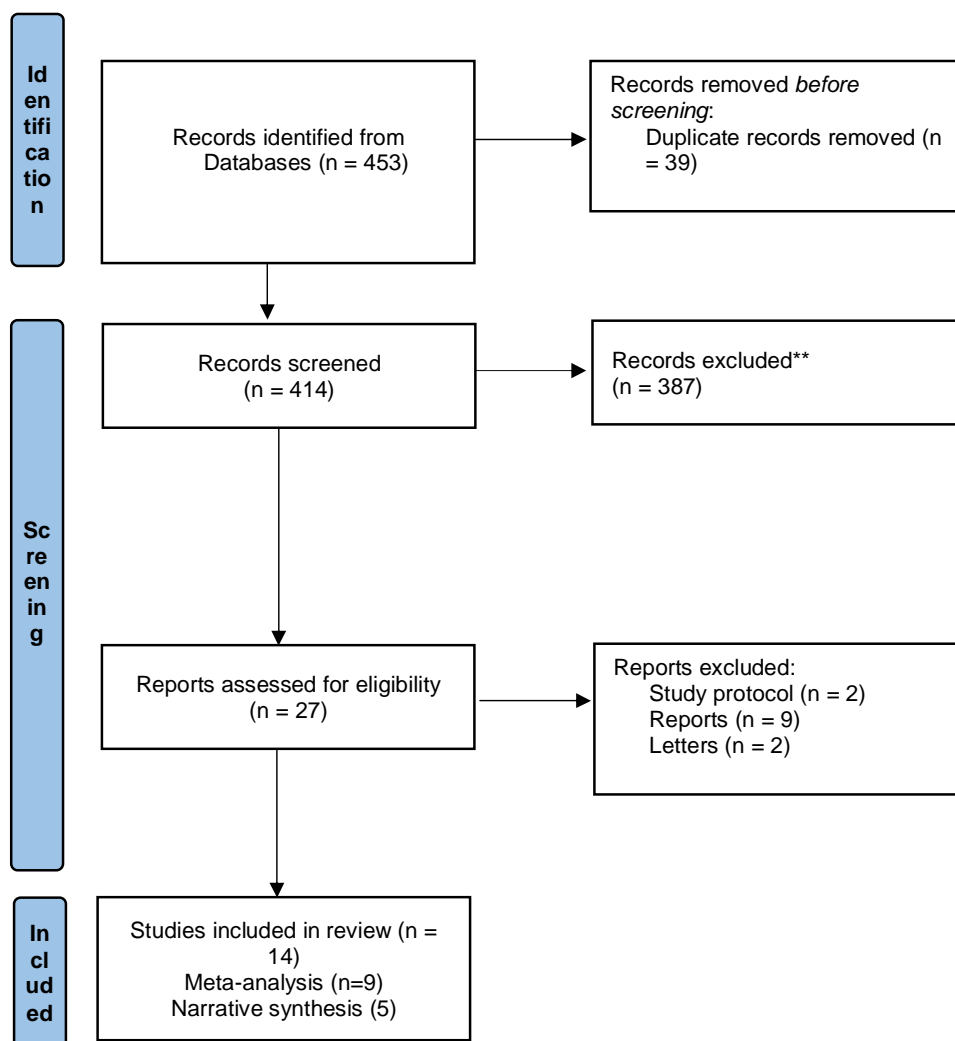 Id
en
tifi
ca
tio
n
Records identified from
Databases (n = 453)
Records removed before
screening:
Duplicate records removed (n
= 39)
Sc
re
en
in
g
Records screened
(n = 414)
Records excluded**
(n = 387)
Reports assessed for eligibility
(n = 27)
Reports excluded:
Study protocol (n = 2)
Reports (n = 9)
Letters (n = 2)
In
cl
ud
ed
Studies included in review (n =
14)
Meta-analysis (n=9)
Narrative synthesis (5)